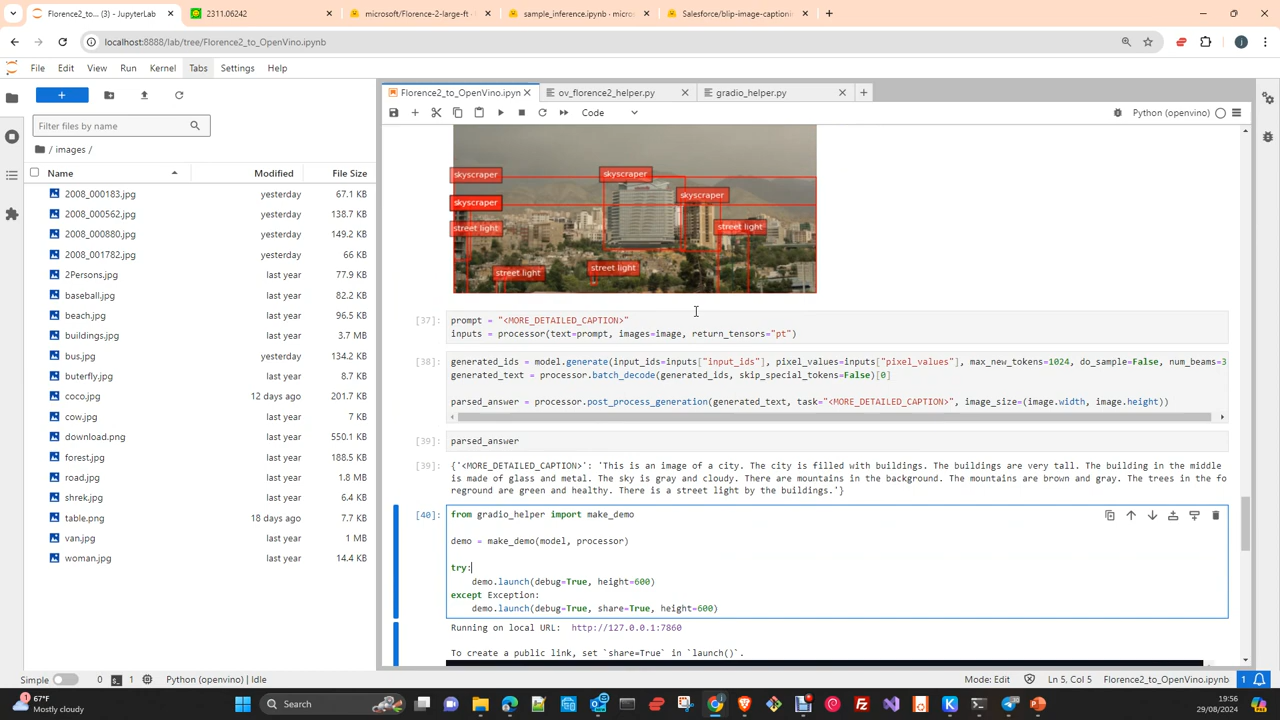 Florence2_to... (3) - JupyterLab
2311.06242
microsoft/Florence-2-large-ft
sample_inference.ipynb · micros
Salesforce/blip-image-captionin
localhost:8888/lab/tree/Florence2_to_OpenVino.ipynb
File Edit View Run Kernel Tabs Settings Help
Florence2_to_OpenVino.ipyn
ov_florence2_helper.py
gradio_helper.py
Code
Python (openvino)
Filter files by name
/ images /
Name Modified File Size
2008_000183.jpg yesterday 67.1 KB
2008_000562.jpg yesterday 138.7 KB
2008_000880.jpg yesterday 149.2 KB
2008_001782.jpg yesterday 66 KB
2Persons.jpg last year 77.9 KB
baseball.jpg last year 82.2 KB
beach.jpg last year 96.5 KB
buildings.jpg last year 3.7 MB
bus.jpg yesterday 134.2 KB
buterfly.jpg last year 8.7 KB
coco.jpg 12 days ago 201.7 KB
cow.jpg last year 7 KB
download.png last year 550.1 KB
forest.jpg last year 188.5 KB
road.jpg last year 1.8 MB
shrek.jpg last year 6.4 KB
table.png 18 days ago 7.7 KB
van.jpg last year 1 MB
woman.jpg last year 14.4 KB
skyscraper
skyscraper
skyscraper
skyscraper
street light
street light
street light
street light
[37]: prompt = "<MORE_DETAILED_CAPTION>"
inputs = processor(text=prompt, images=image, return_tensors="pt")
[38]: generated_ids = model.generate(input_ids=inputs["input_ids"], pixel_values=inputs["pixel_values"], max_new_tokens=1024, do_sample=False, num_beams=3
generated_text = processor.batch_decode(generated_ids, skip_special_tokens=False)[0]
parsed_answer = processor.post_process_generation(generated_text, task="<MORE_DETAILED_CAPTION>", image_size=(image.width, image.height))
[39]: parsed_answer
[39]: {'<MORE_DETAILED_CAPTION>': 'This is an image of a city. The city is filled with buildings. The buildings are very tall. The building in the middle
is made of glass and metal. The sky is gray and cloudy. There are mountains in the background. The mountains are brown and gray. The trees in the fo
reground are green and healthy. There is a street light by the buildings.'}
[40]: from gradio_helper import make_demo
demo = make_demo(model, processor)
try:
demo.launch(debug=True, height=600)
except Exception:
demo.launch(debug=True, share=True, height=600)
Running on local URL: http://127.0.0.1:7860
To create a public link, set `share=True` in `launch()`.
Simple 0 1 Python (openvino) | Idle Mode: Edit Ln 5, Col 5 Florence2_to_OpenVino.ipynb 1
67°F
Mostly cloudy
Search
19:56
29/08/2024